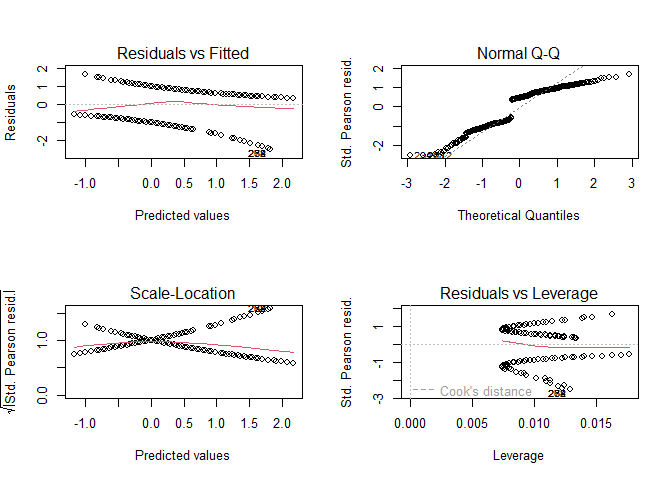 Residuals vs Fitted
Residuals
2
0
-2
-1.0
0.0
0.5
1.0
1.5
2.0
Predicted values
Normal Q-Q
Std. Pearson resid.
2
0
-2
-3
-2
-1
0
1
2
3
Theoretical Quantiles
Scale-Location
√|Std. Pearson resid.|
1.0
0.0
-1.0
0.0
0.5
1.0
1.5
2.0
Predicted values
Residuals vs Leverage
Std. Pearson resid.
1
-1
-3
Cook's distance
0.000
0.005
0.010
0.015
Leverage